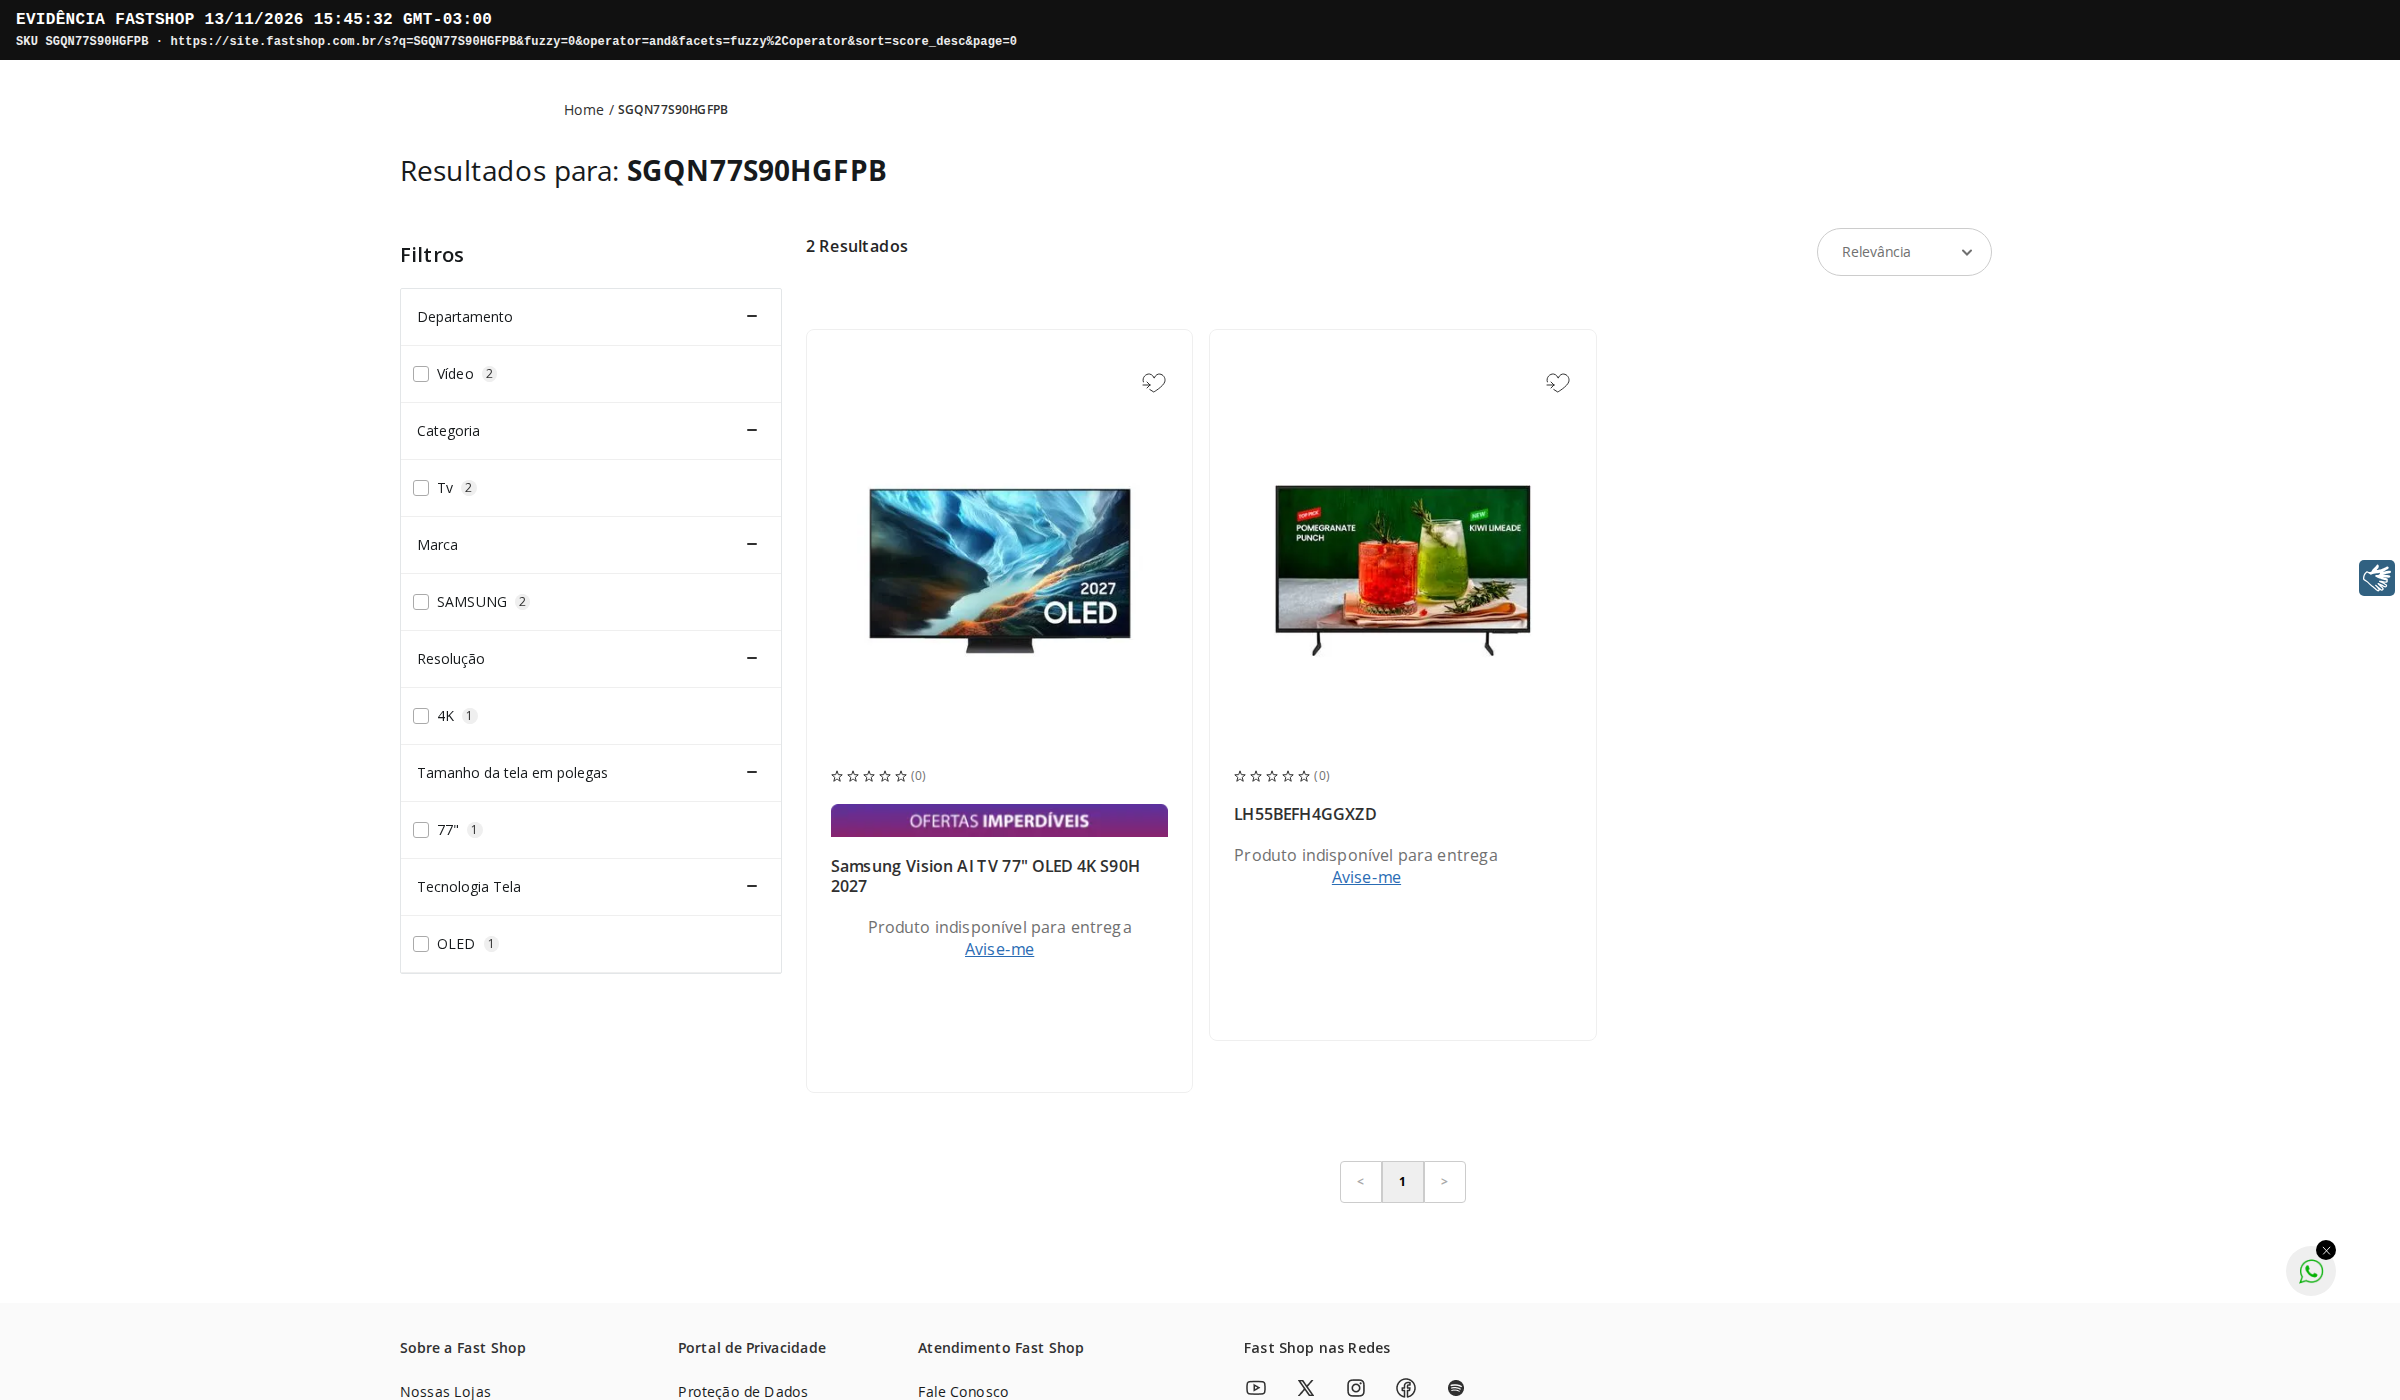 EVIDÊNCIA FASTSHOP 13/11/2026 15:45:32 GMT-03:00
SKU SGQN77S90HGFPB · https://site.fastshop.com.br/s?q=SGQN77S90HGFPB&fuzzy=0&operator=and&facets=fuzzy%2Coperator&sort=score_desc&page=0
Home / SGQN77S90HGFPB
Resultados para: SGQN77S90HGFPB
Filtros
2 Resultados
Relevância
Departamento
Vídeo 2
Categoria
Tv 2
Marca
SAMSUNG 2
Resolução
4K 1
Tamanho da tela em polegas
77" 1
Tecnologia Tela
OLED 1
2027
OLED
(0)
OFERTAS IMPERDÍVEIS
Samsung Vision AI TV 77" OLED 4K S90H
2027
Produto indisponível para entrega
Avise-me
TOP PICK
POMEGRANATE
PUNCH
NEW
KIWI LIMEADE
(0)
LH55BEFH4GGXZD
Produto indisponível para entrega
Avise-me
< 1 >
Sobre a Fast Shop
Nossas Lojas
Portal de Privacidade
Proteção de Dados
Atendimento Fast Shop
Fale Conosco
Fast Shop nas Redes